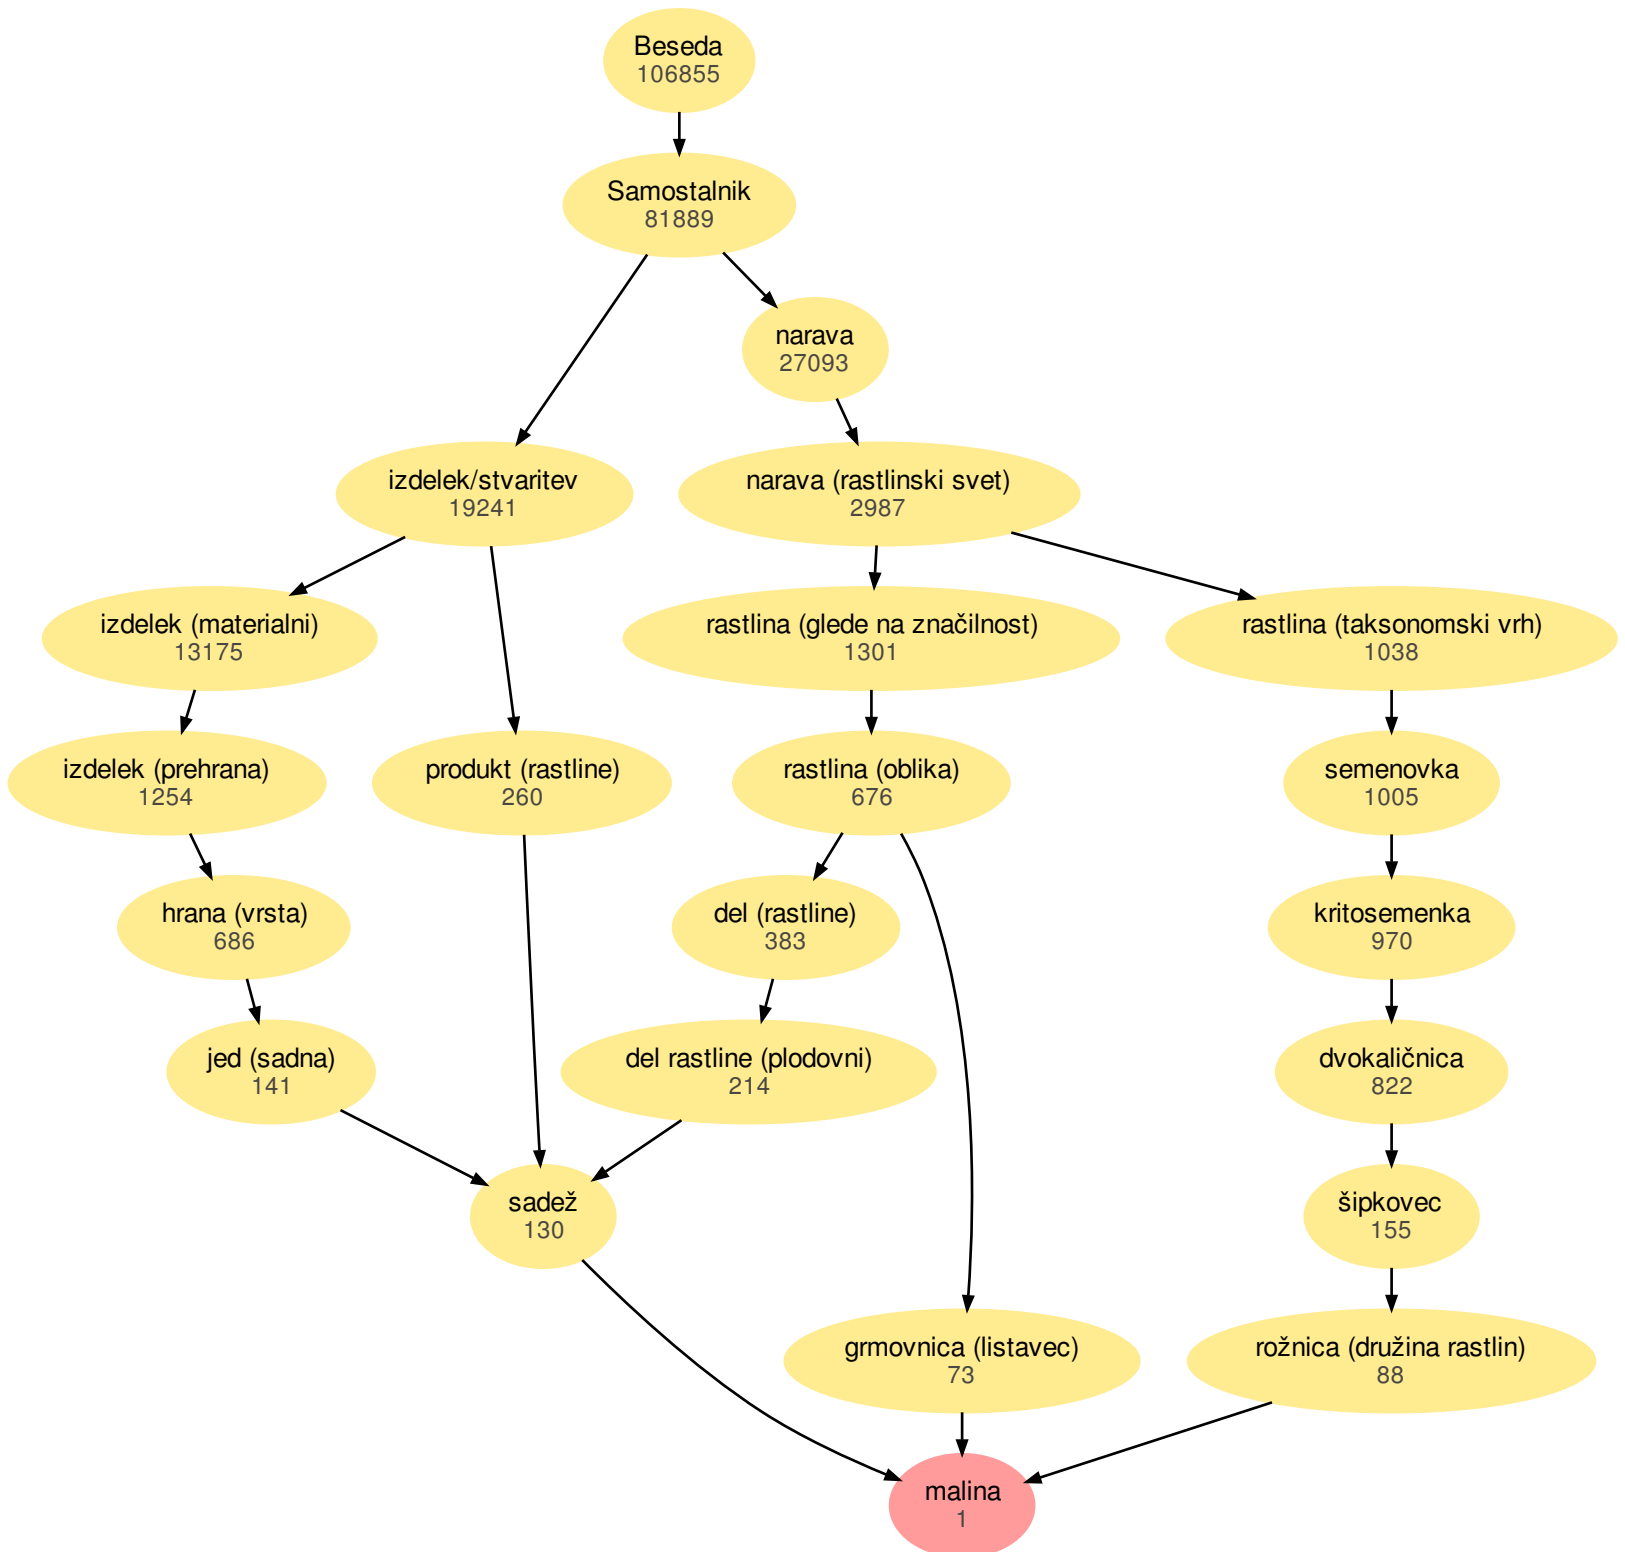 Beseda
106855
Samostalnik
81889
narava
27093
izdelek/stvaritev
19241
narava (rastlinski svet)
2987
izdelek (materialni)
13175
rastlina (glede na značilnost)
1301
rastlina (taksonomski vrh)
1038
izdelek (prehrana)
1254
produkt (rastline)
260
rastlina (oblika)
676
semenovka
1005
hrana (vrsta)
686
del (rastline)
383
kritosemenka
970
jed (sadna)
141
del rastline (plodovni)
214
dvokaličnica
822
sadež
130
šipkovec
155
grmovnica (listavec)
73
rožnica (družina rastlin)
88
malina
1